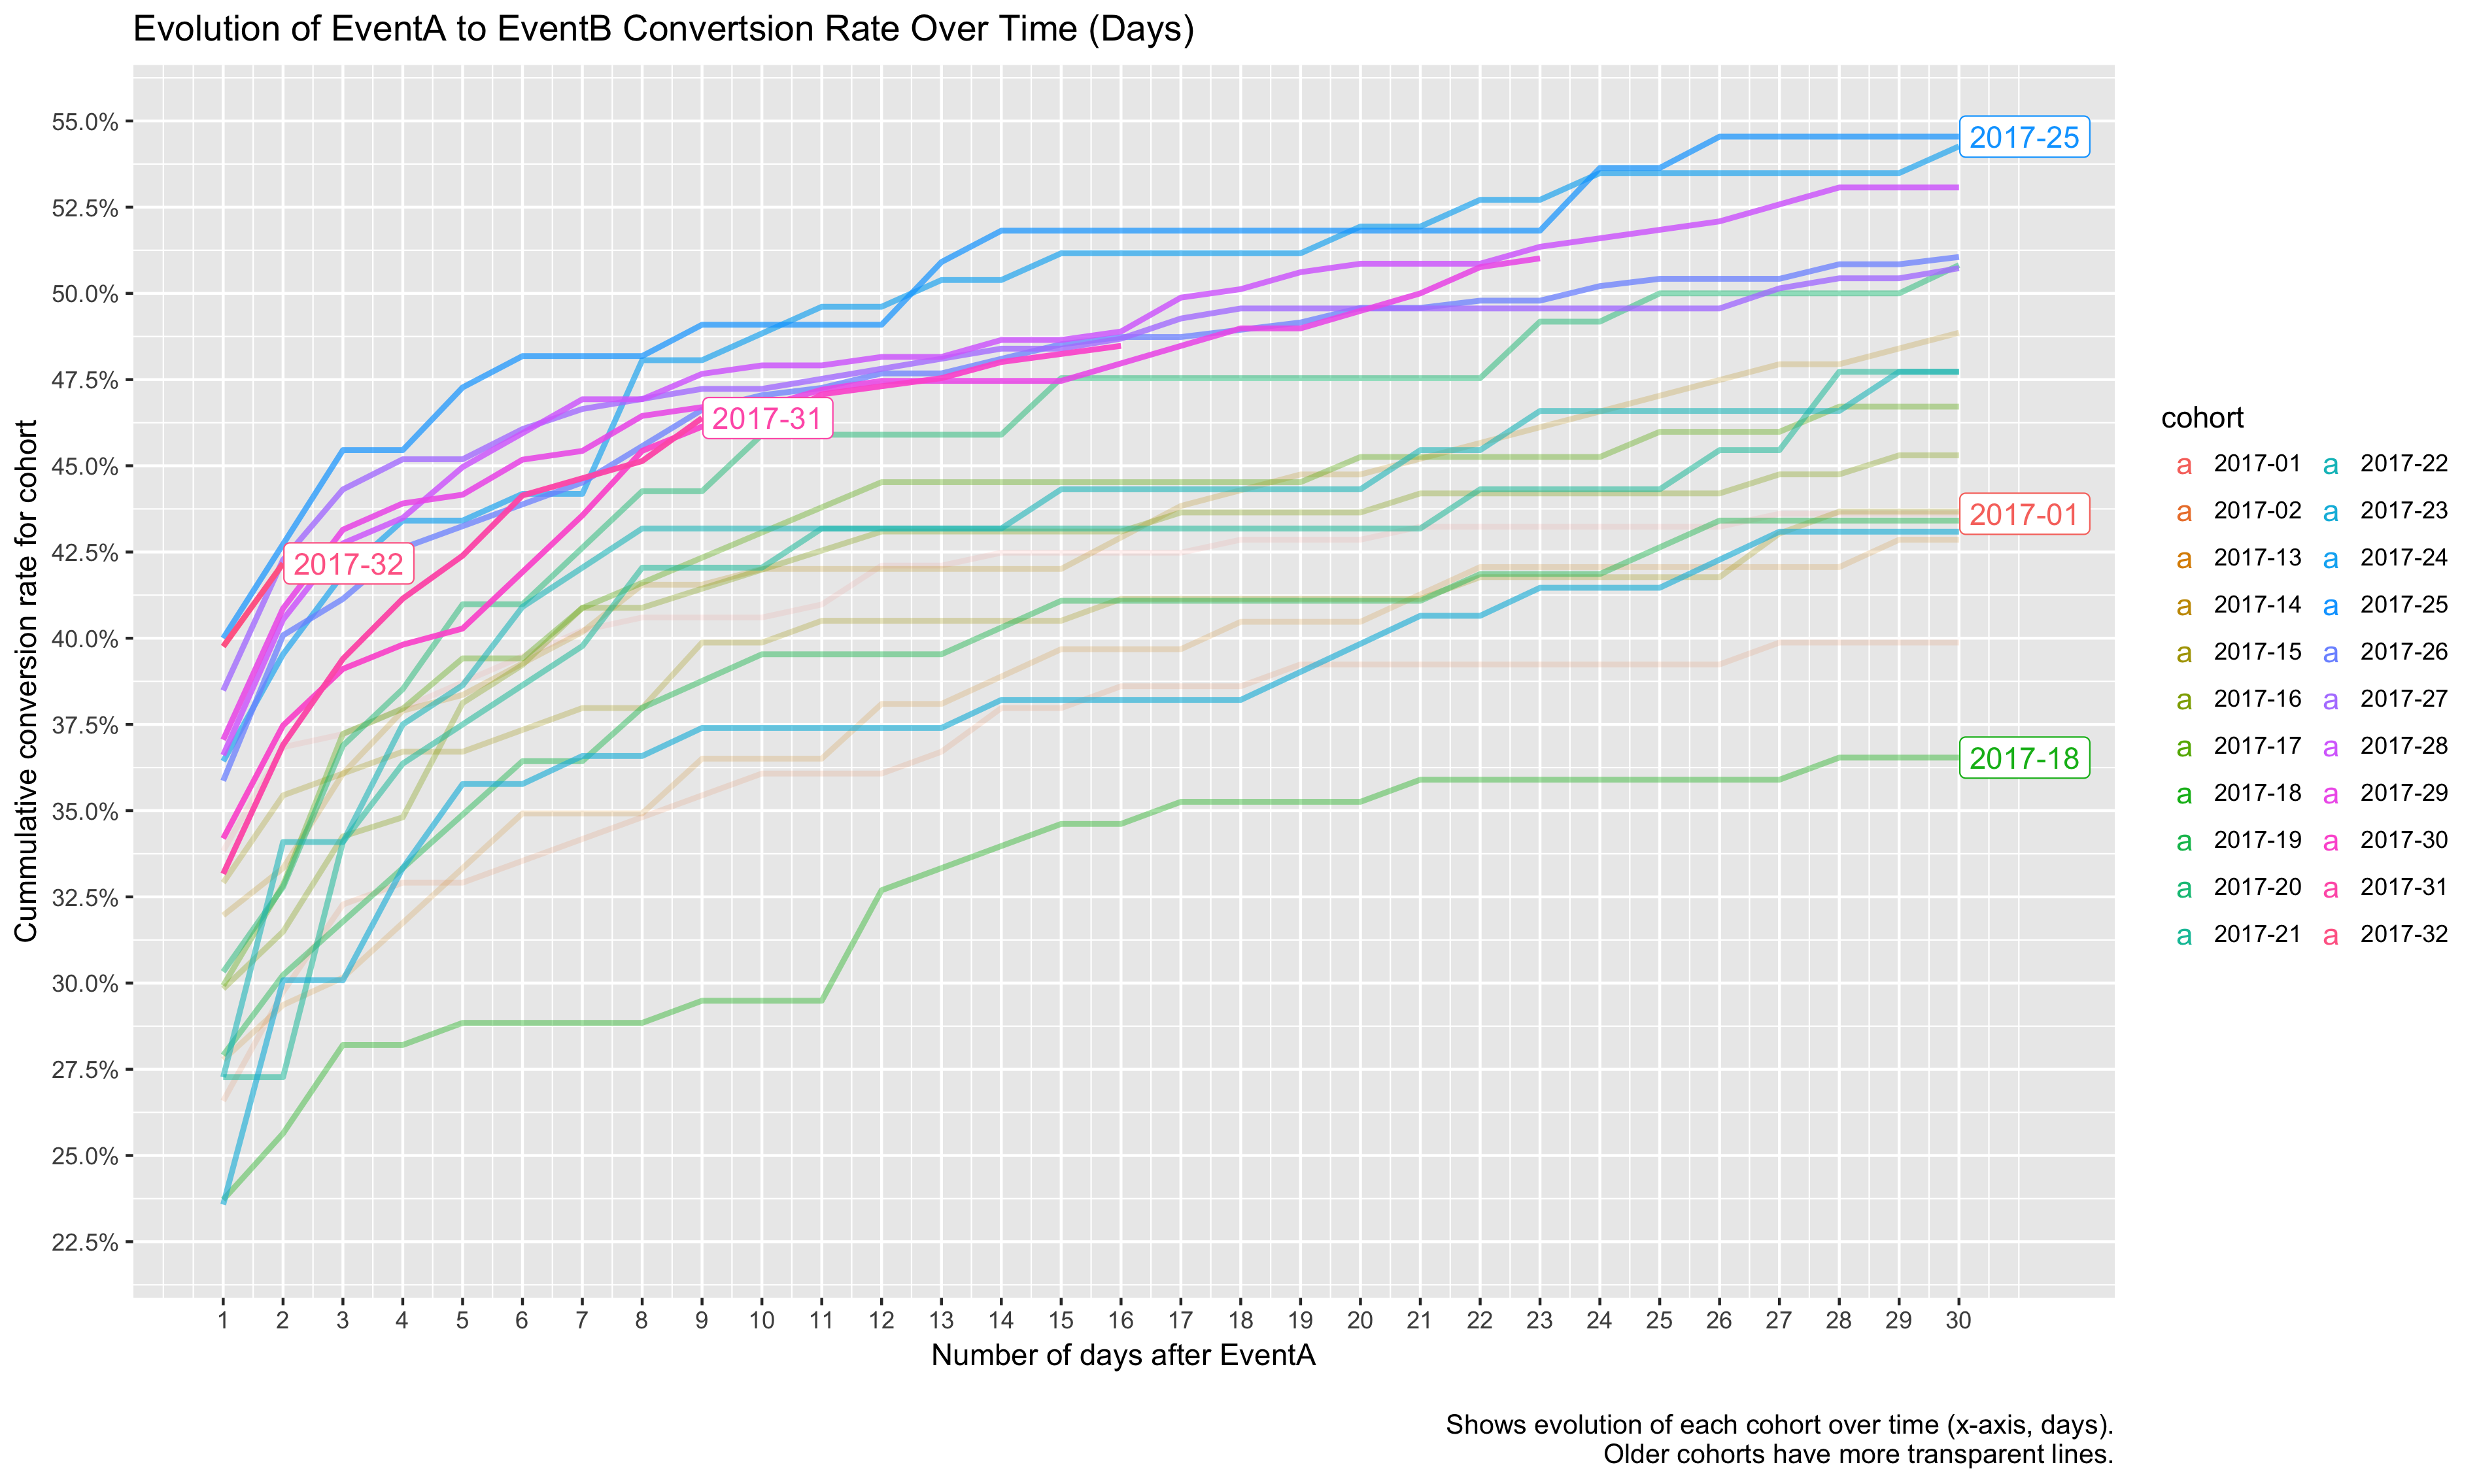 Evolution of EventA to EventB Convertsion Rate Over Time (Days)
Cummulative conversion rate for cohort
55.0%
52.5%
50.0%
47.5%
45.0%
42.5%
40.0%
37.5%
35.0%
32.5%
30.0%
27.5%
25.0%
22.5%
2017-25
2017-31
2017-01
2017-32
2017-18
1 2 3 4 5 6 7 8 9 10 11 12 13 14 15 16 17 18 19 20 21 22 23 24 25 26 27 28 29 30
Number of days after EventA
cohort
a 2017-01 a 2017-22
a 2017-02 a 2017-23
a 2017-13 a 2017-24
a 2017-14 a 2017-25
a 2017-15 a 2017-26
a 2017-16 a 2017-27
a 2017-17 a 2017-28
a 2017-18 a 2017-29
a 2017-19 a 2017-30
a 2017-20 a 2017-31
a 2017-21 a 2017-32
Shows evolution of each cohort over time (x-axis, days).
Older cohorts have more transparent lines.